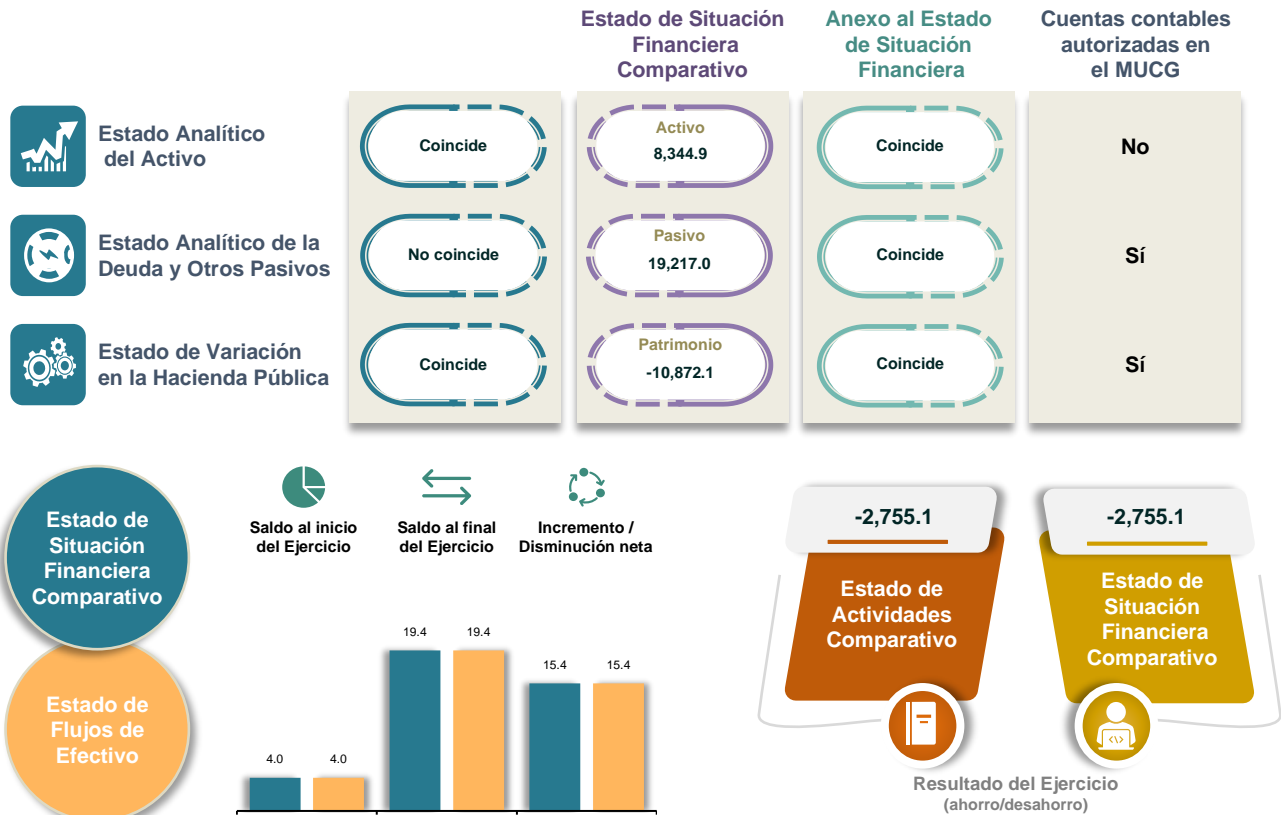 Estado de Situación
Financiera
Comparativo
Anexo al Estado
de Situación
Financiera
Cuentas contables
autorizadas en
el MUCG
Estado Analítico
del Activo
Coincide
Activo
8,344.9
Coincide
No
Estado Analítico de la
Deuda y Otros Pasivos
No coincide
Pasivo
19,217.0
Coincide
Sí
Estado de Variación
en la Hacienda Pública
Coincide
Patrimonio
-10,872.1
Coincide
Sí
Estado de
Situación
Financiera
Comparativo
Estado de
Flujos de
Efectivo
Saldo al inicio
del Ejercicio
Saldo al final
del Ejercicio
Incremento /
Disminución neta
4.0
4.0
19.4
19.4
15.4
15.4
-2,755.1
Estado de
Actividades
Comparativo
-2,755.1
Estado de
Situación
Financiera
Comparativo
Resultado del Ejercicio
(ahorro/desahorro)